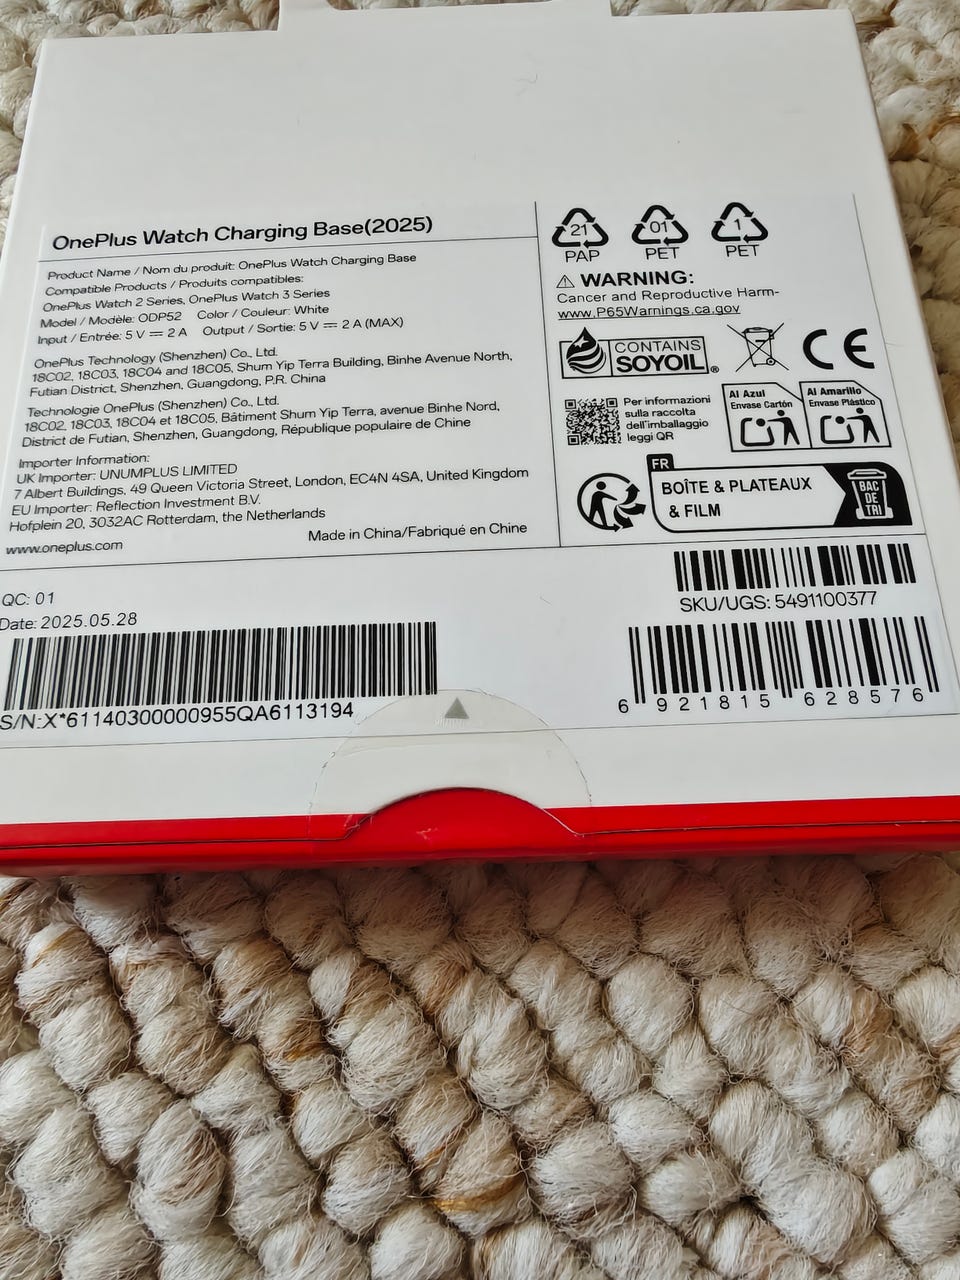 OnePlus Watch Charging Base(2025)
Product Name / Nom du produit: OnePlus Watch Charging Base
Compatible Products / Produits compatibles:
OnePlus Watch 2 Series, OnePlus Watch 3 Series
Model / Modèle: ODP52 Color / Couleur: White
Input / Entrée: 5 V ⎓ 2 A Output / Sortie: 5 V ⎓ 2 A (MAX)
OnePlus Technology (Shenzhen) Co., Ltd.
18C02, 18C03, 18C04 and 18C05, Shum Yip Terra Building, Binhe Avenue North,
Futian District, Shenzhen, Guangdong, P.R. China
Technologie OnePlus (Shenzhen) Co., Ltd.
18C02, 18C03, 18C04 et 18C05, Bâtiment Shum Yip Terra, avenue Binhe Nord,
District de Futian, Shenzhen, Guangdong, République populaire de Chine
Importer Information:
UK Importer: UNUMPLUS LIMITED
7 Albert Buildings, 49 Queen Victoria Street, London, EC4N 4SA, United Kingdom
EU Importer: Reflection Investment B.V.
Hofplein 20, 3032AC Rotterdam, the Netherlands
www.oneplus.com
Made in China/Fabriqué en Chine
21 01 1
PAP PET PET
⚠ WARNING:
Cancer and Reproductive Harm-
www.P65Warnings.ca.gov
CONTAINS
SOYOIL®
CE
Per informazioni
sulla raccolta
dell'imballaggio
leggi QR
Al Azul
Envase Cartón
Al Amarillo
Envase Plástico
FR
BOÎTE & PLATEAUX
& FILM
BAC
DE
TRI
QC: 01
Date: 2025.05.28
S/N:X*61140300000955QA6113194
SKU/UGS: 5491100377
6 921815 628576